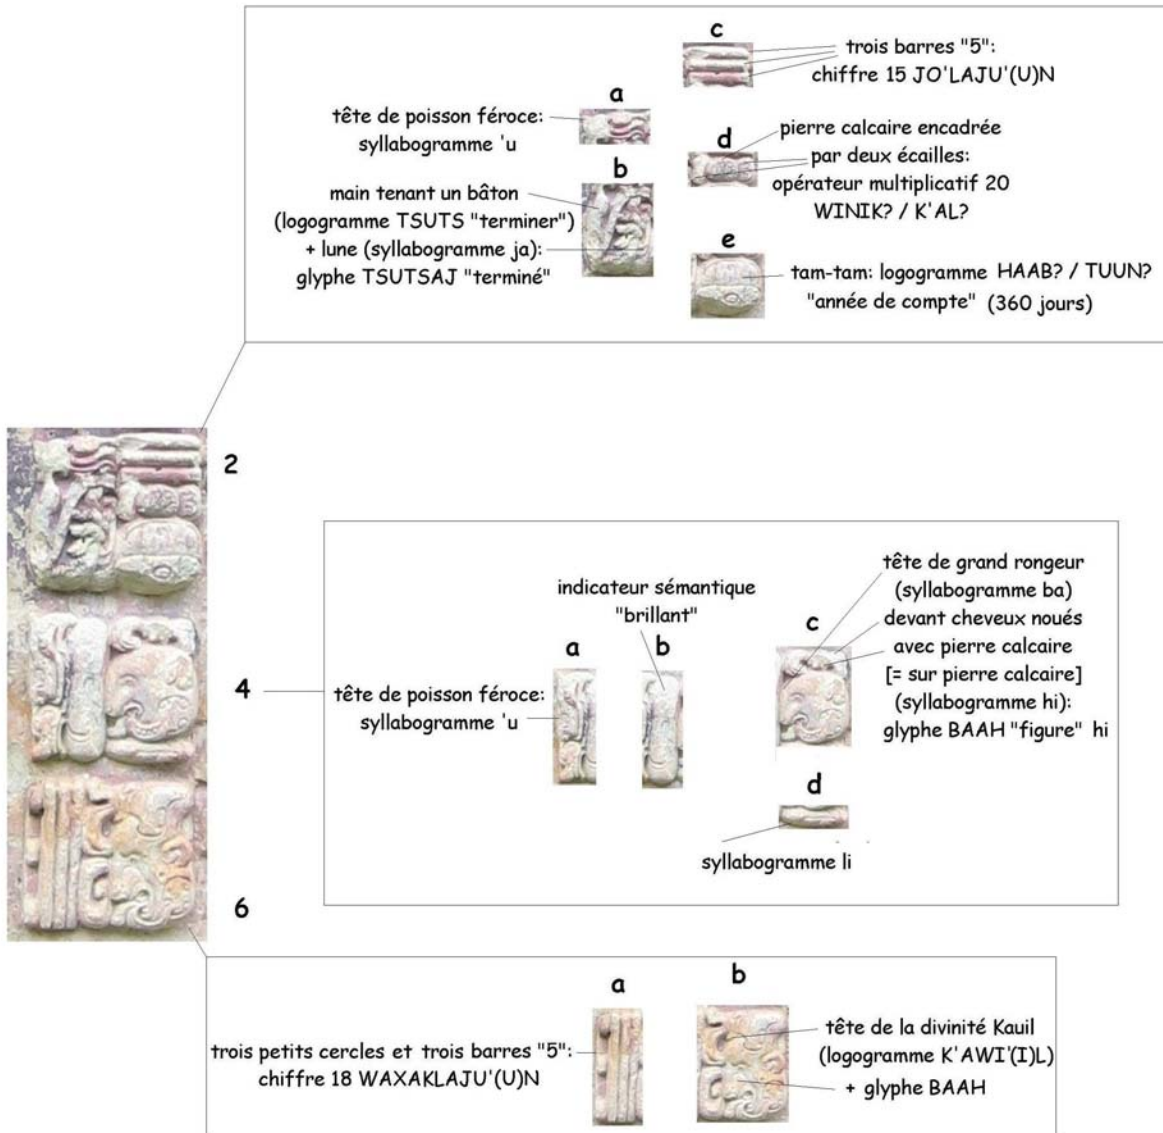 c
trois barres "5":
chiffre 15 JO'LAJU'(U)N
a
tête de poisson féroce:
syllabogramme 'u
d
pierre calcaire encadrée
par deux écailles:
opérateur multiplicatif 20
WINIK? / K'AL?
b
main tenant un bâton
(logogramme TSUTS "terminer")
+ lune (syllabogramme ja):
glyphe TSUTSAJ "terminé"
e
tam-tam: logogramme HAAB? / TUUN?
"année de compte" (360 jours)
2
4
a
tête de poisson féroce:
syllabogramme 'u
indicateur sémantique
"brillant"
b
c
tête de grand rongeur
(syllabogramme ba)
devant cheveux noués
avec pierre calcaire
[= sur pierre calcaire]
(syllabogramme hi):
glyphe BAAH "figure" hi
d
syllabogramme li
6
a
trois petits cercles et trois barres "5":
chiffre 18 WAXAKLAJU'(U)N
b
tête de la divinité Kauil
(logogramme K'AWI'(I)L)
+ glyphe BAAH